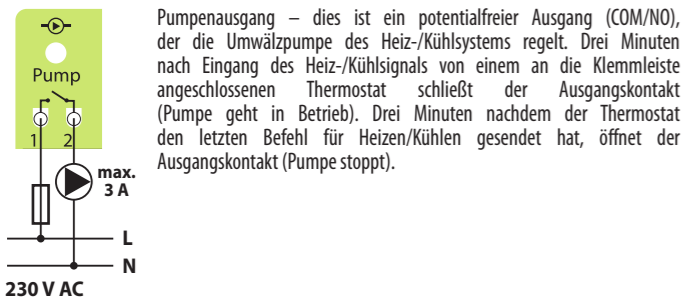 Pump
1 2
max.
3 A
L
N
230 V AC
Pumpenausgang – dies ist ein potentialfreier Ausgang (COM/NO),
der die Umwälzpumpe des Heiz-/Kühlsystems regelt. Drei Minuten
nach Eingang des Heiz-/Kühlsignals von einem an die Klemmleiste
angeschlossenen Thermostat schließt der Ausgangskontakt
(Pumpe geht in Betrieb). Drei Minuten nachdem der Thermostat
den letzten Befehl für Heizen/Kühlen gesendet hat, öffnet der
Ausgangskontakt (Pumpe stoppt).